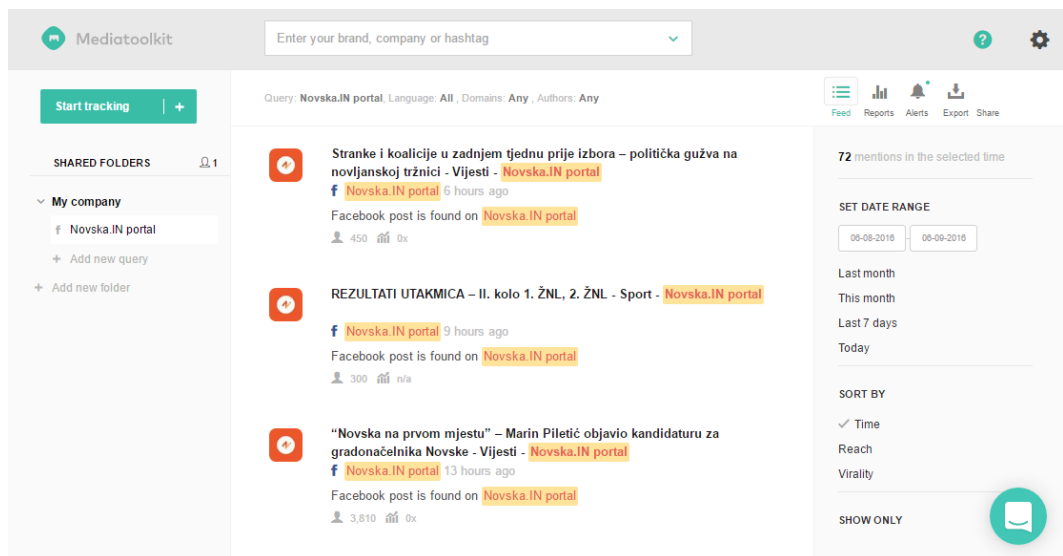 Mediatoolkit
Enter your brand, company or hashtag
?
Start tracking | +
Query: Novska.IN portal, Language: All , Domains: Any , Authors: Any
Feed Reports Alerts Export Share
SHARED FOLDERS 1
My company
f Novska.IN portal
+ Add new query
+ Add new folder
Stranke i koalicije u zadnjem tjednu prije izbora – politička gužva na
novljanskoj tržnici - Vijesti - Novska.IN portal
f Novska.IN portal 6 hours ago
Facebook post is found on Novska.IN portal
450 0x
REZULTATI UTAKMICA – II. kolo 1. ŽNL, 2. ŽNL - Sport - Novska.IN portal
f Novska.IN portal 9 hours ago
Facebook post is found on Novska.IN portal
300 n/a
“Novska na prvom mjestu” – Marin Piletić objavio kandidaturu za
gradonačelnika Novske - Vijesti - Novska.IN portal
f Novska.IN portal 13 hours ago
Facebook post is found on Novska.IN portal
3,810 0x
72 mentions in the selected time
SET DATE RANGE
06-08-2016 - 06-09-2016
Last month
This month
Last 7 days
Today
SORT BY
Time
Reach
Virality
SHOW ONLY